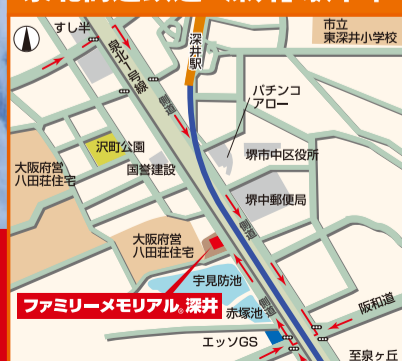 すし半
泉北1号線
深井駅
市立
東深井小学校
パチンコ
アロー
側道
沢町公園
国誉建設
大阪府営
八田荘住宅
堺市中区役所
堺中郵便局
側道
大阪府営
八田荘住宅
宇見防池
ファミリーメモリアル®深井
赤塚池
側道
阪和道
エッソGS
至泉ヶ丘